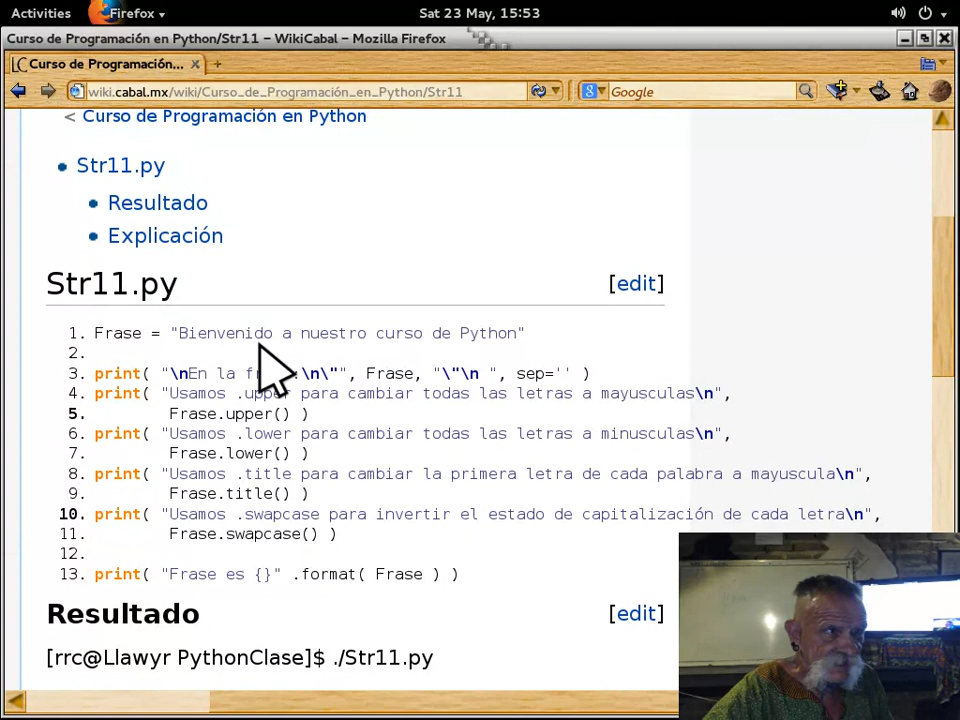 Activities Firefox Sat 23 May, 15:53
Curso de Programación en Python/Str11 – WikiCabal – Mozilla Firefox
Curso de Programación... × +
wiki.cabal.mx/wiki/Curso_de_Programación_en_Python/Str11 Google
< Curso de Programación en Python
Str11.py
Resultado
Explicación
Str11.py [edit]
1. Frase = "Bienvenido a nuestro curso de Python"
2.
3. print( "\nEn la :\n\"", Frase, "\"\n ", sep='' )
4. print( "Usamos .upper para cambiar todas las letras a mayusculas\n",
5. Frase.upper() )
6. print( "Usamos .lower para cambiar todas las letras a minusculas\n",
7. Frase.lower() )
8. print( "Usamos .title para cambiar la primera letra de cada palabra a mayuscula\n",
9. Frase.title() )
10. print( "Usamos .swapcase para invertir el estado de capitalización de cada letra\n",
11. Frase.swapcase() )
12.
13. print( "Frase es {}" .format( Frase ) )
Resultado [edit]
[rrc@Llawyr PythonClase]$ ./Str11.py